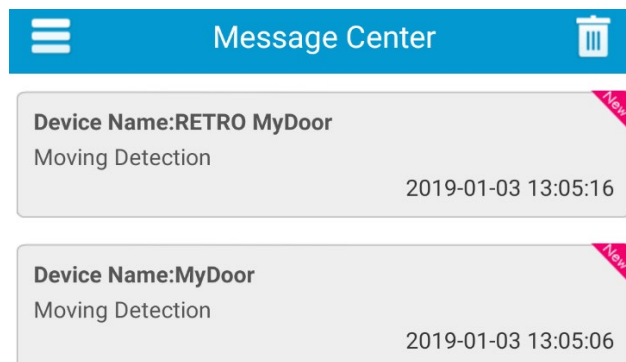 Message Center
New
Device Name:RETRO MyDoor
Moving Detection
2019-01-03 13:05:16
New
Device Name:MyDoor
Moving Detection
2019-01-03 13:05:06